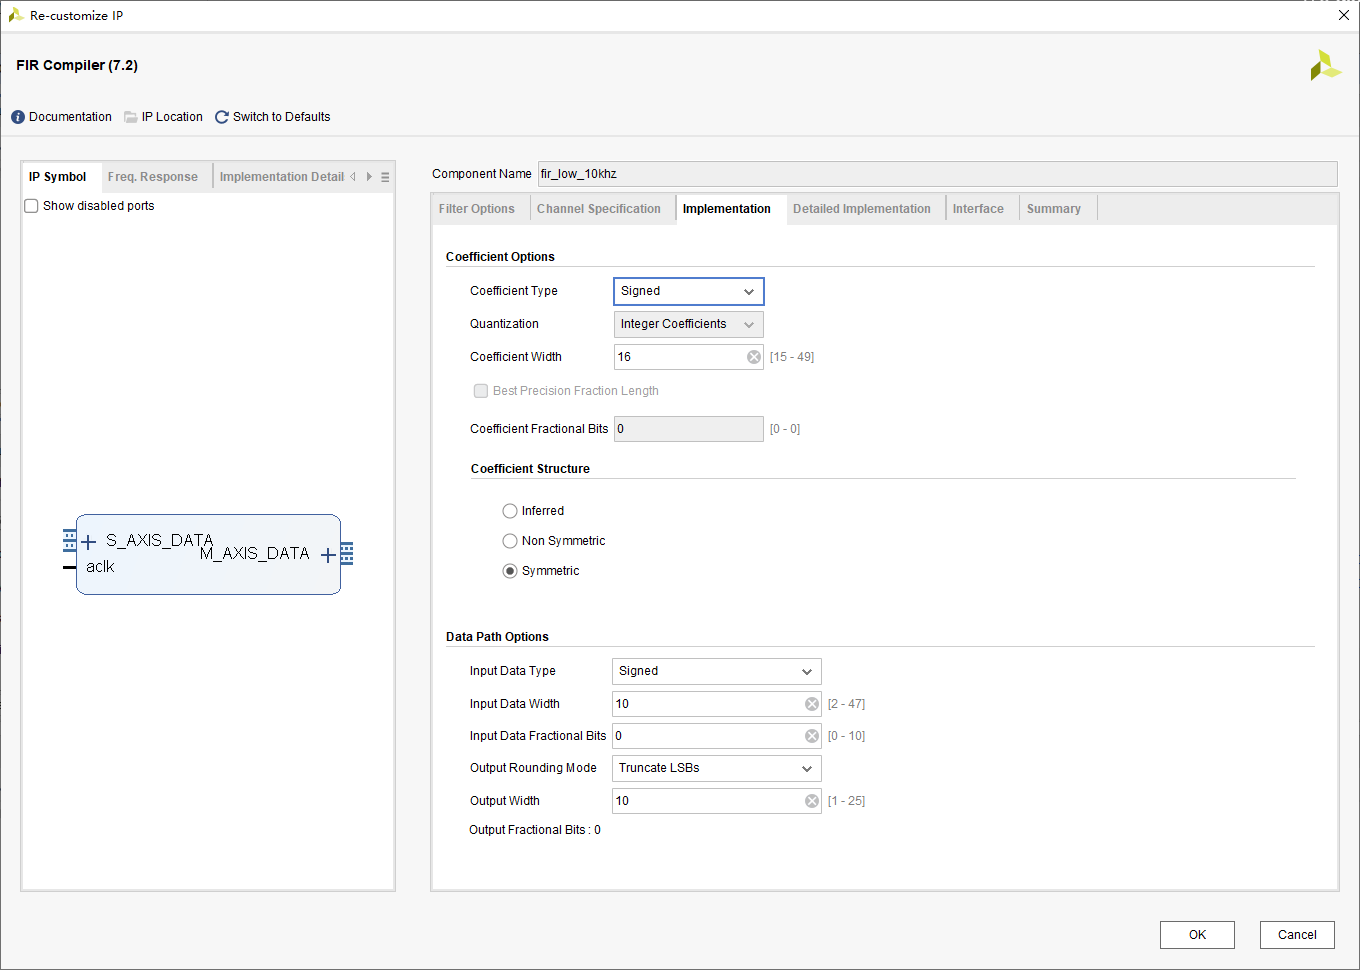 Re-customize IP
FIR Compiler (7.2)
Documentation IP Location Switch to Defaults
IP Symbol Freq. Response Implementation Detail
Show disabled ports
S_AXIS_DATA
M_AXIS_DATA
aclk
Component Name fir_low_10khz
Filter Options Channel Specification Implementation Detailed Implementation Interface Summary
Coefficient Options
Coefficient Type Signed
Quantization Integer Coefficients
Coefficient Width 16 [15 - 49]
Best Precision Fraction Length
Coefficient Fractional Bits 0 [0 - 0]
Coefficient Structure
Inferred
Non Symmetric
Symmetric
Data Path Options
Input Data Type Signed
Input Data Width 10 [2 - 47]
Input Data Fractional Bits 0 [0 - 10]
Output Rounding Mode Truncate LSBs
Output Width 10 [1 - 25]
Output Fractional Bits : 0
OK Cancel